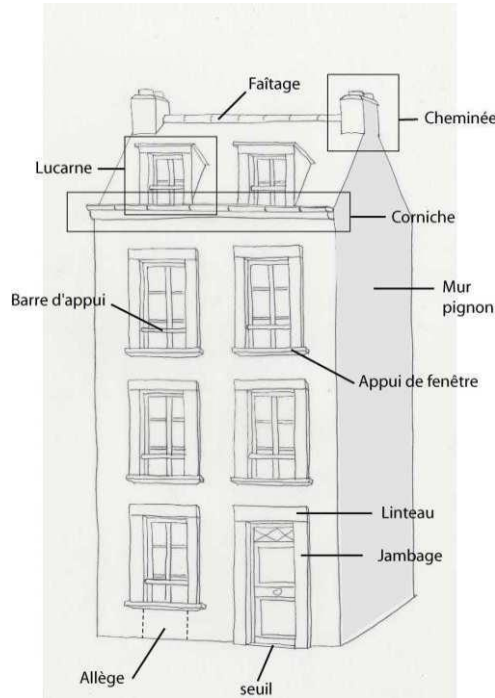 Faîtage
Cheminée
Lucarne
Corniche
Barre d'appui
Mur
pignon
Appui de fenêtre
Linteau
Jambage
Allège
seuil